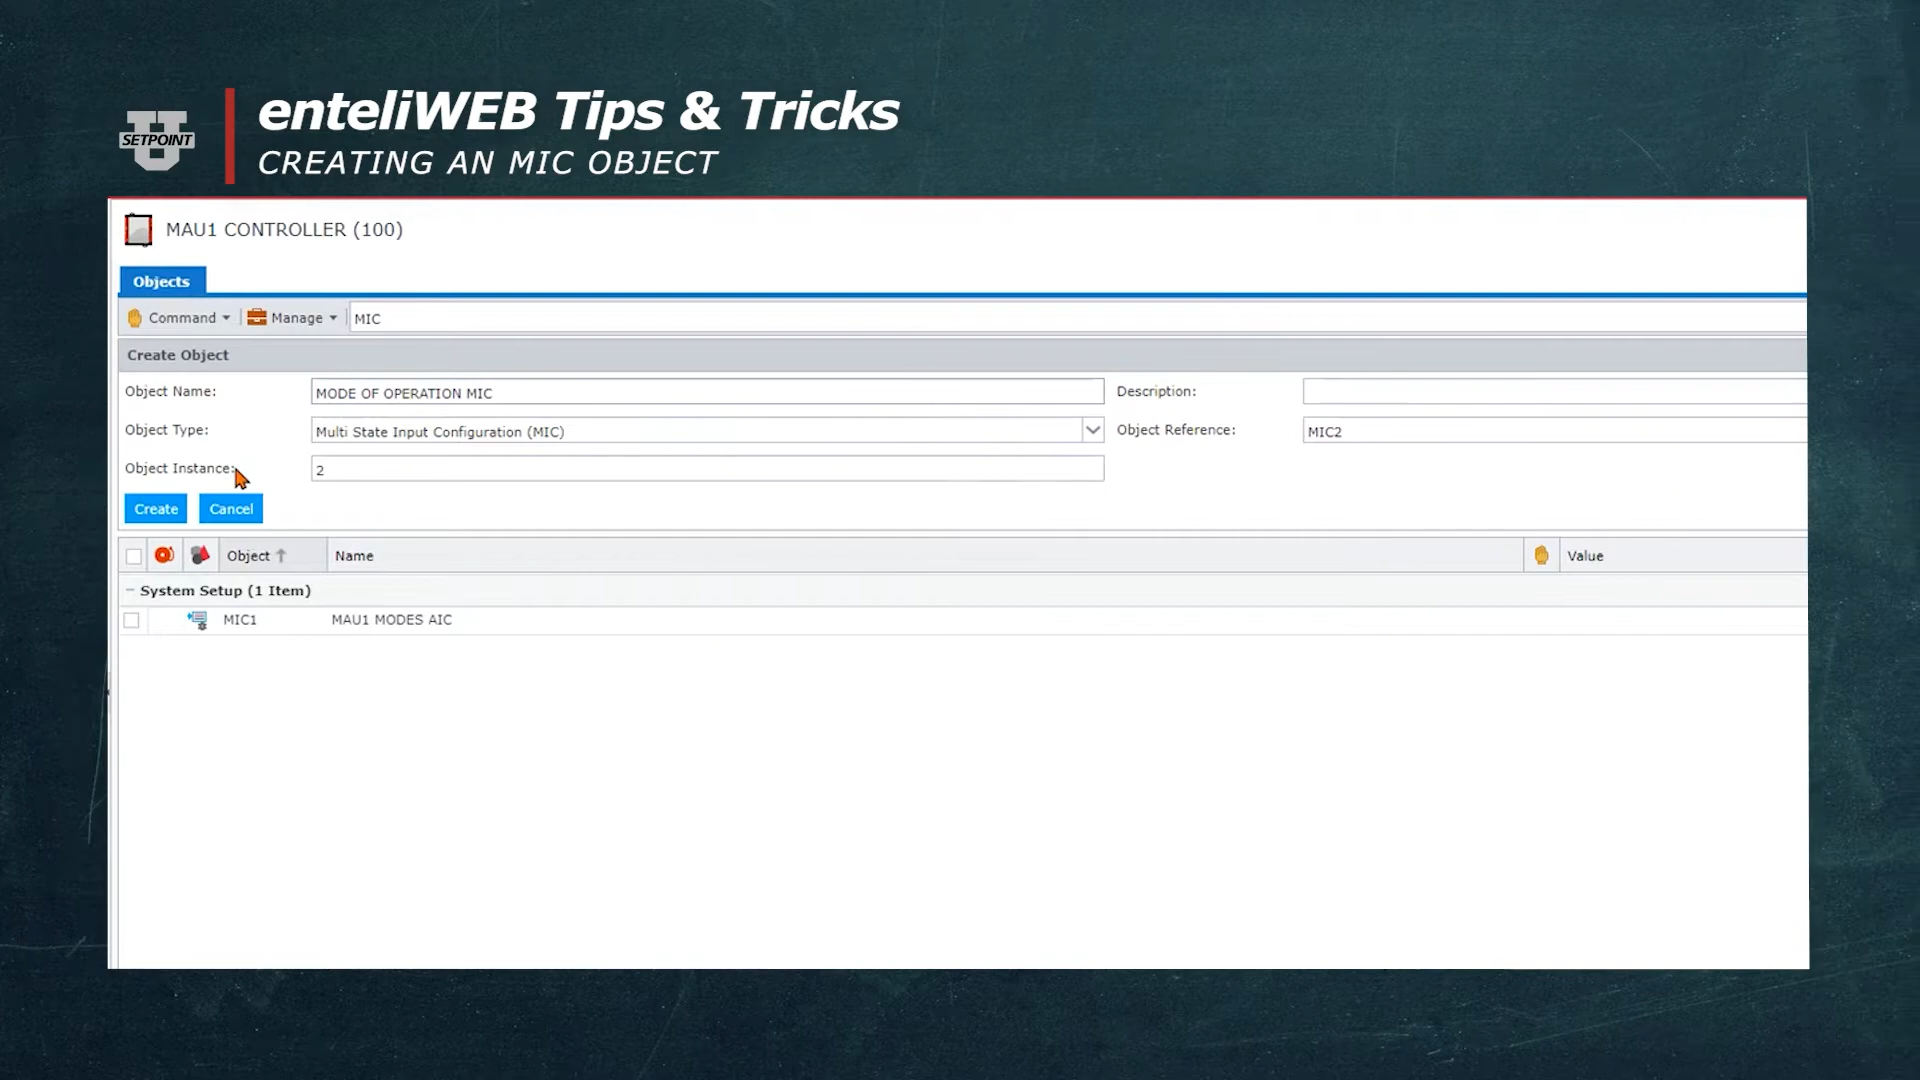 enteliWEB Tips & Tricks
U
SETPOINT
CREATING AN MIC OBJECT
MAU1 CONTROLLER (100)
Objects
Command Manage MIC
Create Object
Object Name: MODE OF OPERATION MIC Description:
Object Type: Multi State Input Configuration (MIC) Object Reference: MIC2
Object Instance: 2
Create Cancel
Object Name Value
System Setup (1 Item)
MIC1 MAU1 MODES AIC